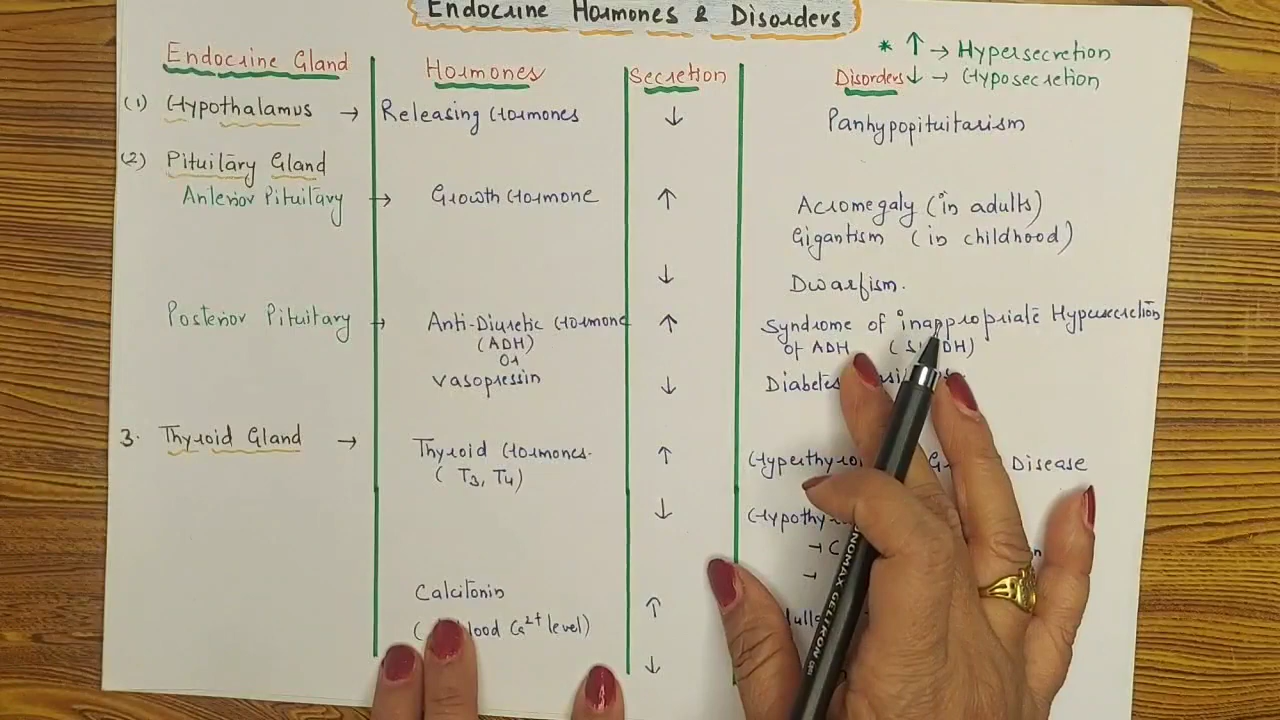 Endocrine Hormones & Disorders
* ↑ → Hypersecretion
↓ → Hyposecretion
Endocrine Gland Hormones Secretion Disorders
(1) Hypothalamus → Releasing Hormones ↓ Panhypopituitarism
(2) Pituitary Gland
Anterior Pituitary → Growth Hormone ↑ Acromegaly (in adults)
Gigantism (in childhood)
↓ Dwarfism.
Posterior Pituitary → Anti-Diuretic Hormone ↑ Syndrome of inappropriate Hypersecretion
(ADH) of ADH
or
Vasopressin ↓ Diabetes
3. Thyroid Gland → Thyroid Hormones. ↑ Disease
(T3, T4)
↓
Calcitonin ↑
Ca2+ level)
↓
GELTRON